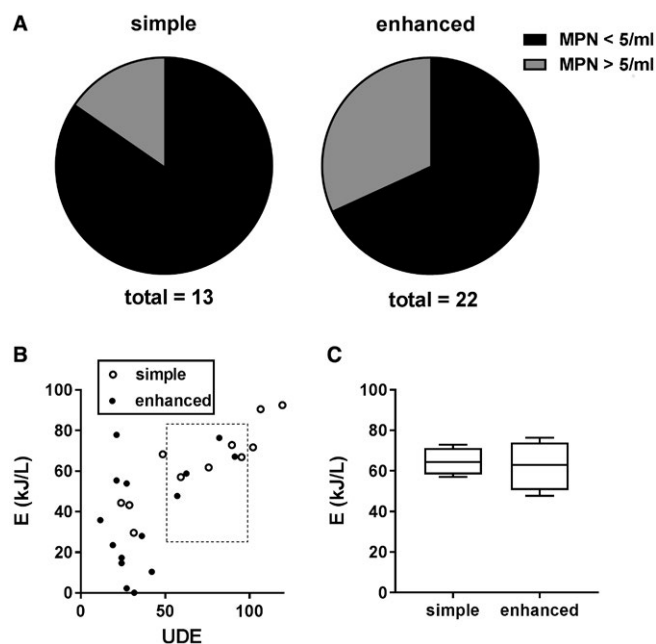 A
simple
enhanced
MPN < 5/ml
MPN > 5/ml
total = 13
total = 22
B
simple
enhanced
E (kJ/L)
100
80
60
40
20
0
0
50
100
UDE
C
E (kJ/L)
100
80
60
40
20
0
simple
enhanced